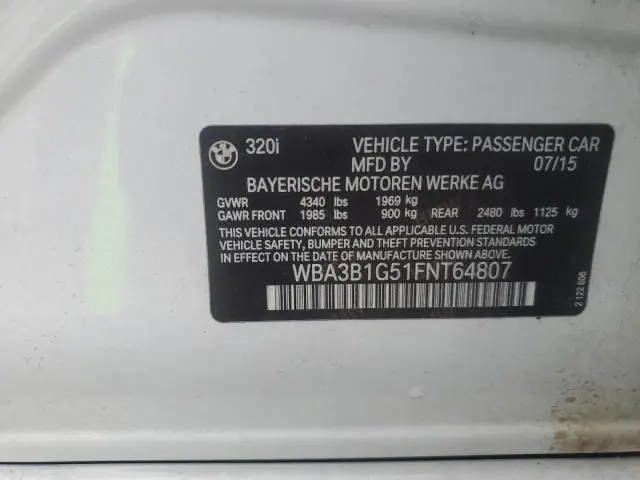 320i VEHICLE TYPE: PASSENGER CAR
MFD BY 07/15
BAYERISCHE MOTOREN WERKE AG
GVWR 4340 lbs 1969 kg
GAWR FRONT 1985 lbs 900 kg REAR 2480 lbs 1125 kg
THIS VEHICLE CONFORMS TO ALL APPLICABLE U.S. FEDERAL MOTOR
VEHICLE SAFETY, BUMPER AND THEFT PREVENTION STANDARDS
IN EFFECT ON THE DATE OF MANUFACTURE SHOWN ABOVE.
WBA3B1G51FNT64807
2 122 606